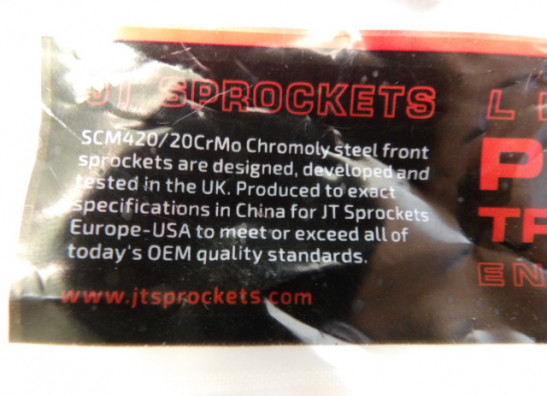 JT SPROCKETS
SCM420/20CrMo Chromoly steel front
sprockets are designed, developed and
tested in the UK. Produced to exact
specifications in China for JT Sprockets
Europe-USA to meet or exceed all of
today's OEM quality standards.
www.jtsprockets.com
L
P
T
EN